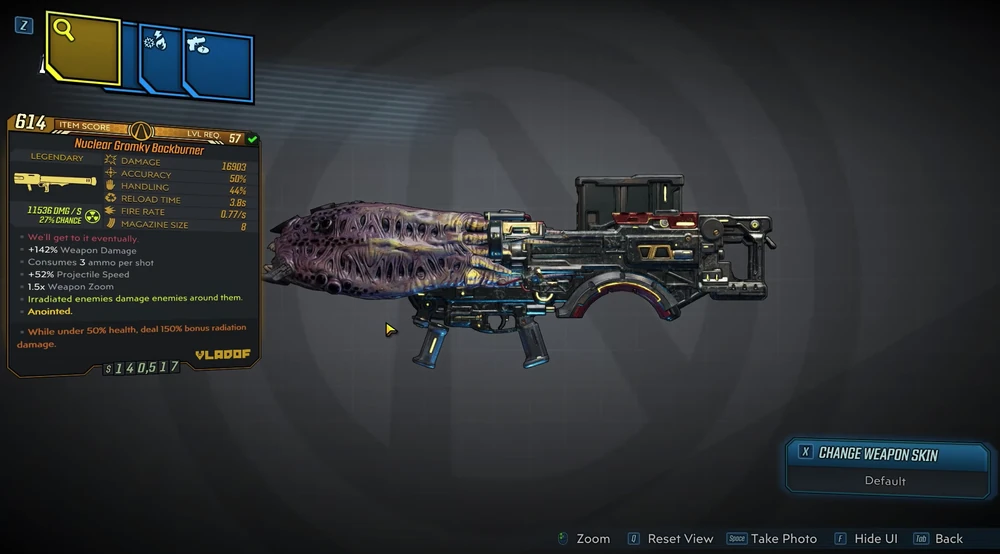 Z
614 ITEM SCORE LVL REQ. 57
Nuclear Gromky Backburner
LEGENDARY
DAMAGE 16903
ACCURACY 50%
HANDLING 44%
RELOAD TIME 3.8s
FIRE RATE 0.77/s
MAGAZINE SIZE 8
11536 DMG / S
27% CHANCE
We'll get to it eventually.
+142% Weapon Damage
Consumes 3 ammo per shot
+52% Projectile Speed
1.5x Weapon Zoom
Irradiated enemies damage enemies around them.
Anointed.
While under 50% health, deal 150% bonus radiation
damage.
VLADOF
$ 140,517
X CHANGE WEAPON SKIN
Default
Zoom Q Reset View Space Take Photo F Hide UI Tab Back